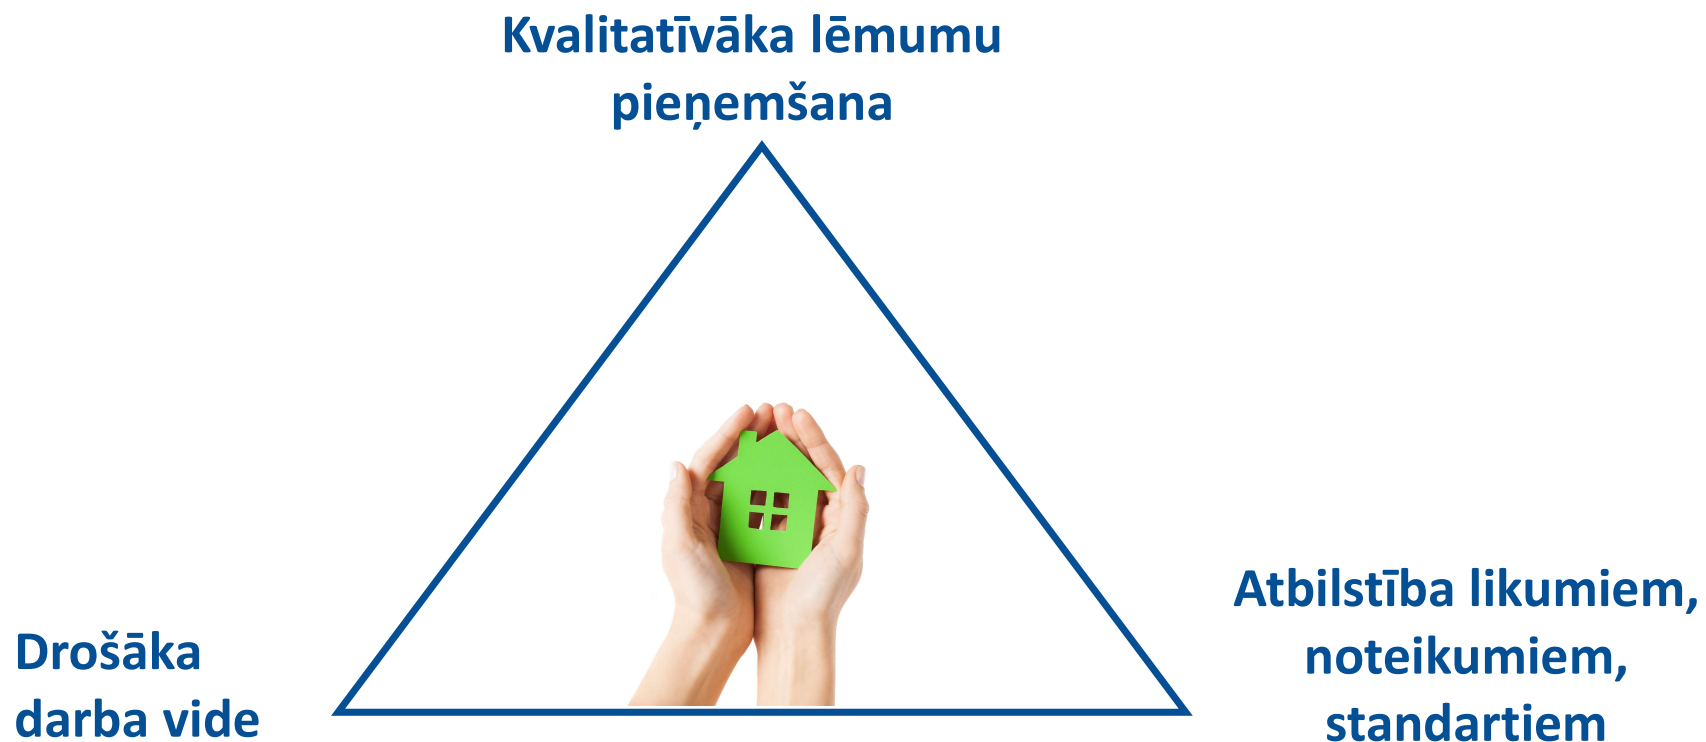 Kvalitatīvāka lēmumu
pieņemšana
Drošāka
darba vide
Atbilstība likumiem,
noteikumiem,
standartiem